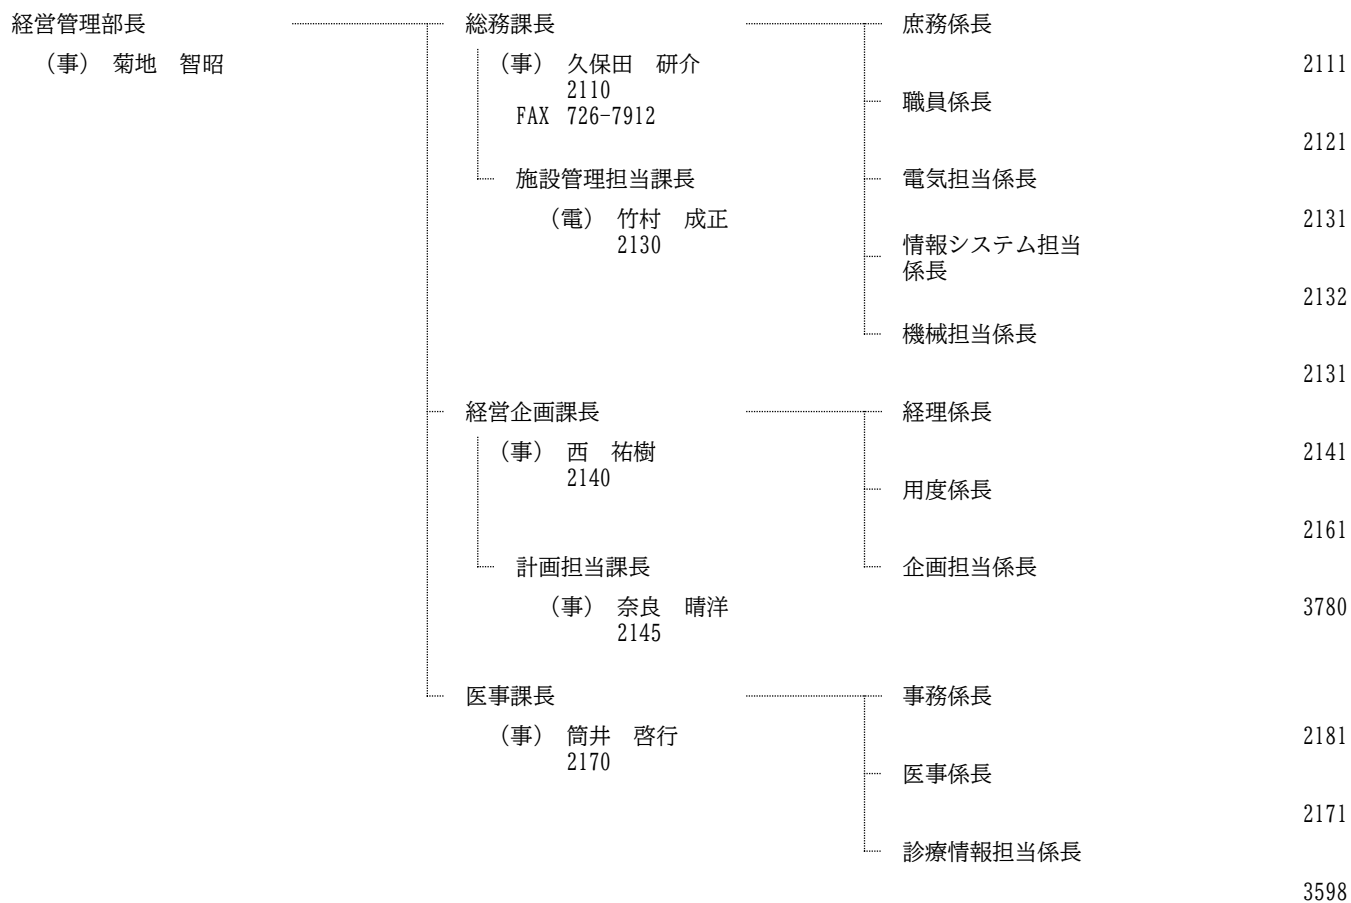 経営管理部長
（事） 菊地　智昭
総務課長
（事） 久保田　研介
2110
FAX 726-7912
施設管理担当課長
（電） 竹村　成正
2130
庶務係長
2111
職員係長
2121
電気担当係長
2131
情報システム担当
係長
2132
機械担当係長
2131
経営企画課長
（事） 西　祐樹
2140
計画担当課長
（事） 奈良　晴洋
2145
経理係長
2141
用度係長
2161
企画担当係長
3780
医事課長
（事） 筒井　啓行
2170
事務係長
2181
医事係長
2171
診療情報担当係長
3598